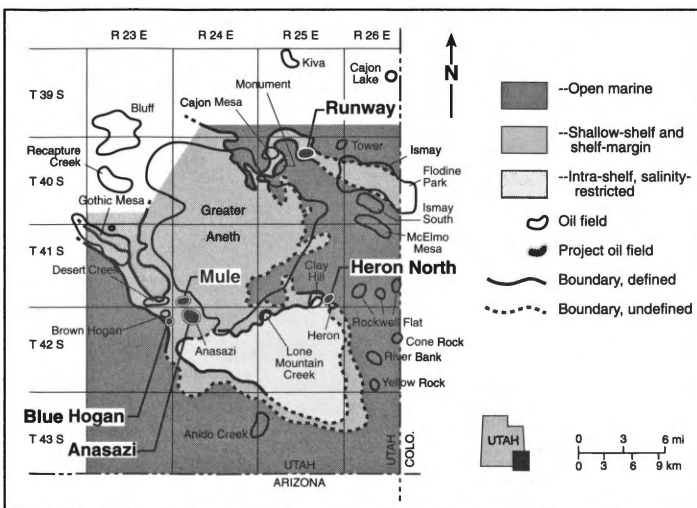 R 23 E R 24 E R 25 E R 26 E
T 39 S
T 40 S
T 41 S
T 42 S
T 43 S
Kiva
Cajon
Lake
Bluff
Monument
Cajon Mesa
Runway
Tower
Ismay
Flodine
Park
Recapture
Creek
Gothic Mesa
Greater
Aneth
Ismay
South
McElmo
Mesa
Desert Creek
Mule
Clay
Hill
Heron North
Brown Hogan
Anasazi
Lone
Mountain
Creek
Heron
Rockwell Flat
Cone Rock
River Bank
Yellow Rock
Blue Hogan
Anasazi
Anido Creek
UTAH
ARIZONA
UTAH
COLO.
N
--Open marine
--Shallow-shelf and
shelf-margin
--Intra-shelf, salinity-
restricted
Oil field
Project oil field
Boundary, defined
Boundary, undefined
UTAH
0 3 6 mi
0 3 6 9 km